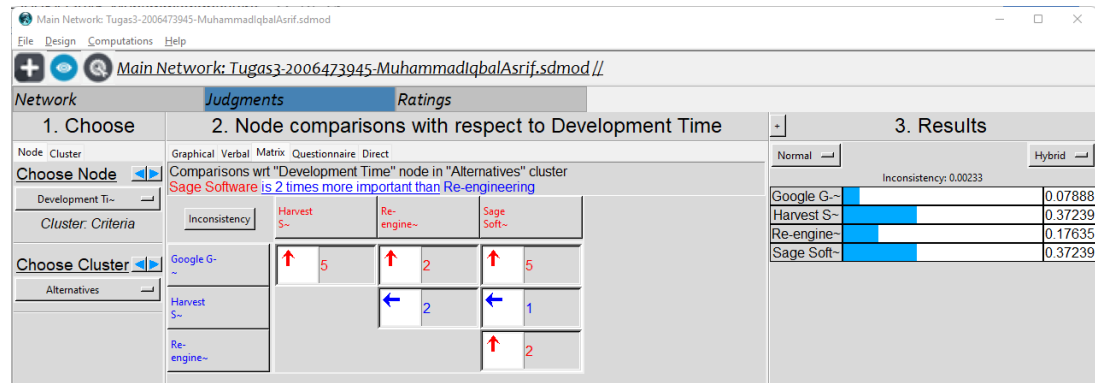 Main Network: Tugas3-2006473945-MuhammadIqbalAsrif.sdmod
File Design Computations Help
Main Network: Tugas3-2006473945-MuhammadIqbalAsrif.sdmod //
Network Judgments Ratings
1. Choose
Node Cluster
Choose Node
Development Ti~
Cluster: Criteria
Choose Cluster
Alternatives
2. Node comparisons with respect to Development Time
Graphical Verbal Matrix Questionnaire Direct
Comparisons wrt "Development Time" node in "Alternatives" cluster
Sage Software is 2 times more important than Re-engineering
Inconsistency
Harvest S~
Re-engine~
Sage Soft~
Google G-~ 5 2 5
Harvest S~ 2 1
Re-engine~ 2
+ 3. Results
Normal Hybrid
Inconsistency: 0.00233
Google G-~ 0.07888
Harvest S~ 0.37239
Re-engine~ 0.17635
Sage Soft~ 0.37239